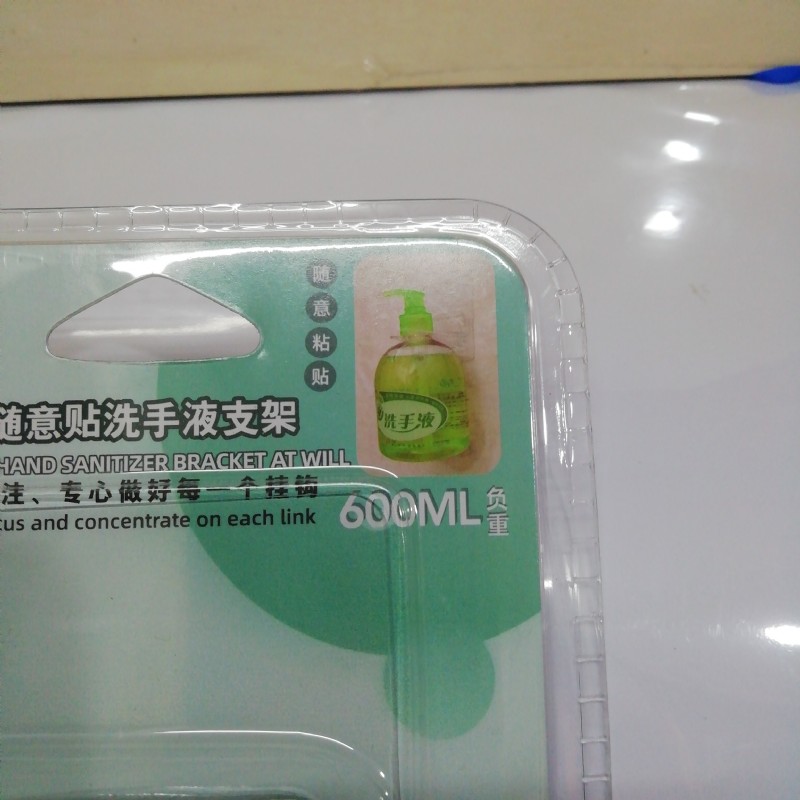 随意粘贴
洗手液
随意贴洗手液支架
HAND SANITIZER BRACKET AT WILL
注、专心做好每一个挂钩
cus and concentrate on each link
600ML 负重